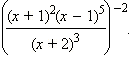 (((x + 1)²(x − 1)⁵)/((x + 2)³))⁻².